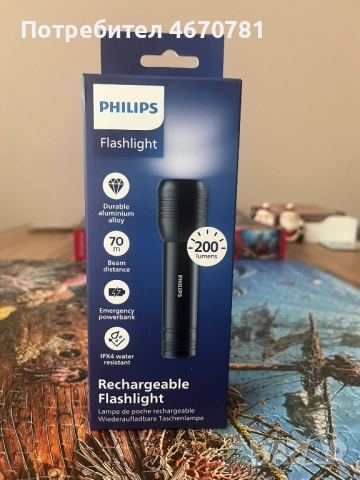 Потребител 4670781
PHILIPS
Flashlight
Durable
aluminium
alloy
70
m
Beam
distance
Emergency
powerbank
IPX4 water
resistant
200
lumens
PHILIPS
Rechargeable
Flashlight
Lampe de poche rechargeable
Wiederaufladbare Taschenlampe